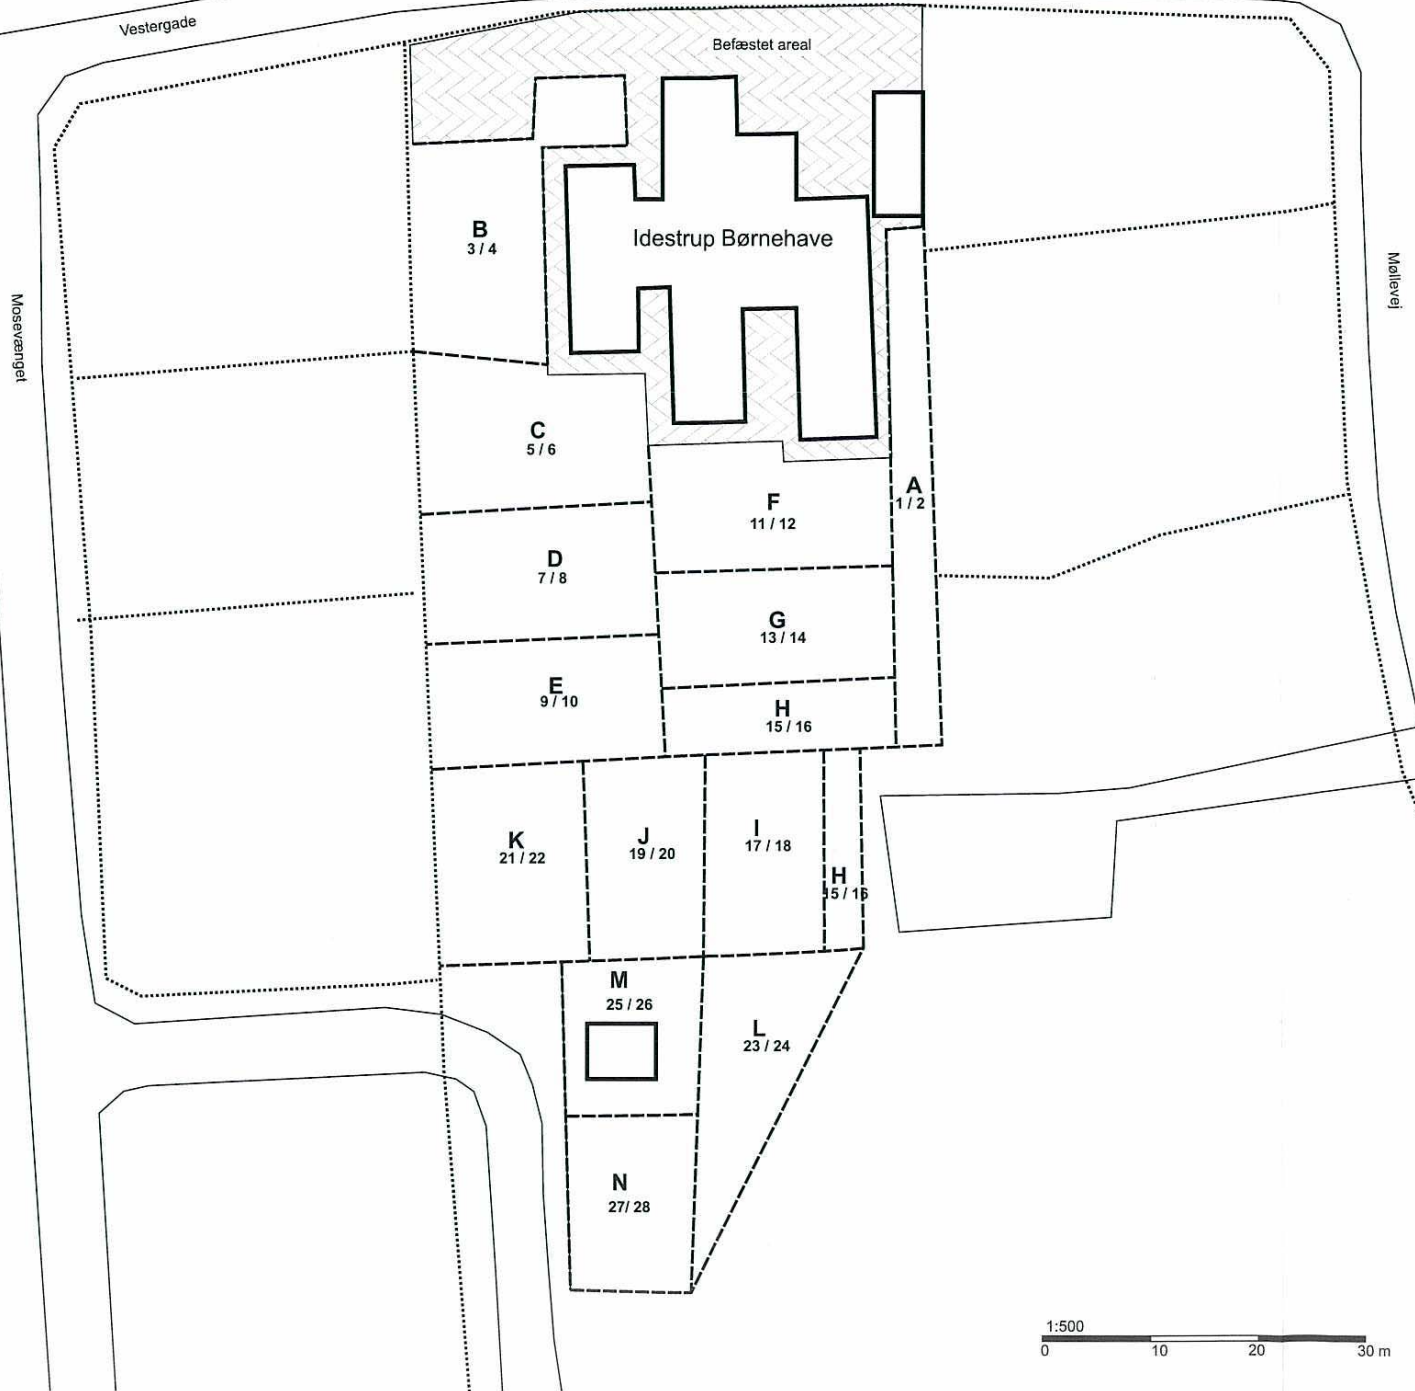 Vestergade
Befæstet areal
B
3 / 4
Idestrup Børnehave
Mosevænget
Møllevej
C
5 / 6
A
1 / 2
F
11 / 12
D
7 / 8
G
13 / 14
E
9 / 10
H
15 / 16
K
21 / 22
J
19 / 20
I
17 / 18
H
15 / 16
M
25 / 26
L
23 / 24
N
27/ 28
1:500
0 10 20 30 m